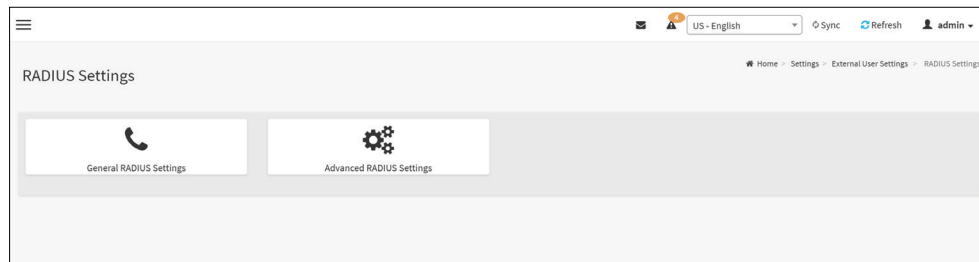 4
US - English
Sync
Refresh
admin
RADIUS Settings
Home > Settings > External User Settings > RADIUS Settings
General RADIUS Settings
Advanced RADIUS Settings